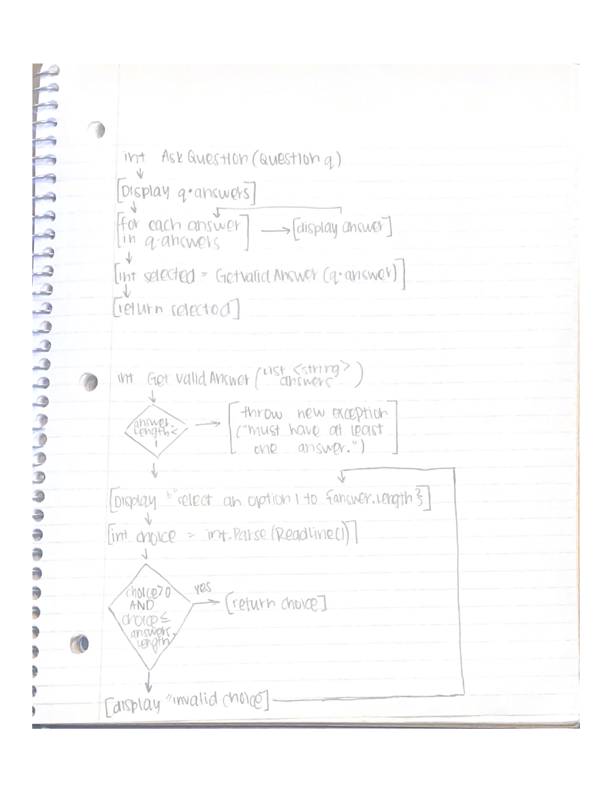 int AskQuestion (Question q)
[Display q.answers]
[for each answer
in q.answers]
[display answer]
[int selected = GetValidAnswer (q.answer)]
[return selected]
int Get ValidAnswer (List <string>
answers)
answer.
Length <
1
[throw new exception
("must have at least
one answer.")]
[Display $"select an option 1 to {answer.length}]
[int choice = int.Parse(Readline())]
choice>0
AND
choice≤
answers.
length
yes
[return choice]
[display "invalid choice]